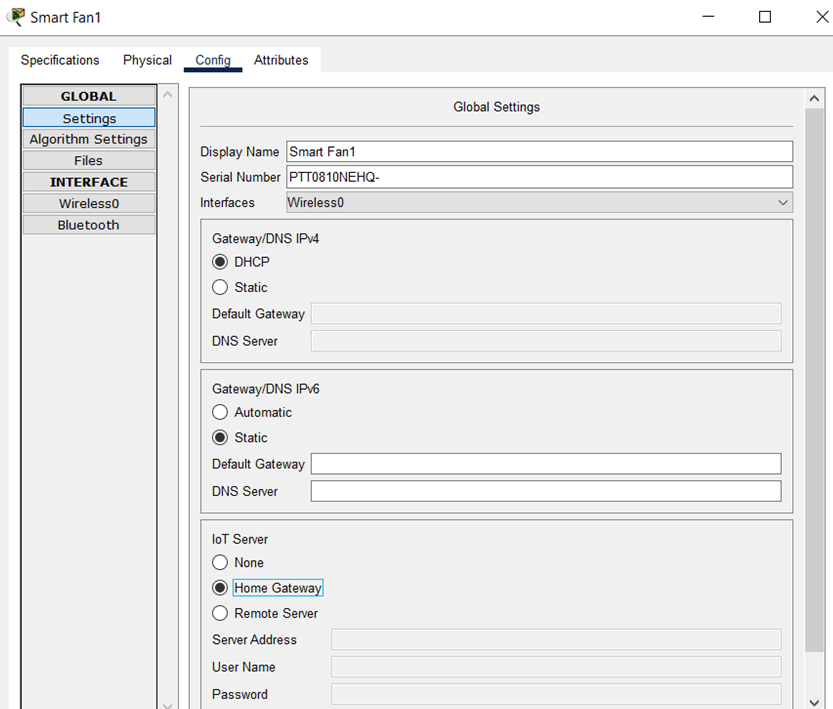 Smart Fan1
Specifications Physical Config Attributes
GLOBAL
Settings
Algorithm Settings
Files
INTERFACE
Wireless0
Bluetooth
Global Settings
Display Name Smart Fan1
Serial Number PTT0810NEHQ-
Interfaces Wireless0
Gateway/DNS IPv4
DHCP
Static
Default Gateway
DNS Server
Gateway/DNS IPv6
Automatic
Static
Default Gateway
DNS Server
IoT Server
None
Home Gateway
Remote Server
Server Address
User Name
Password